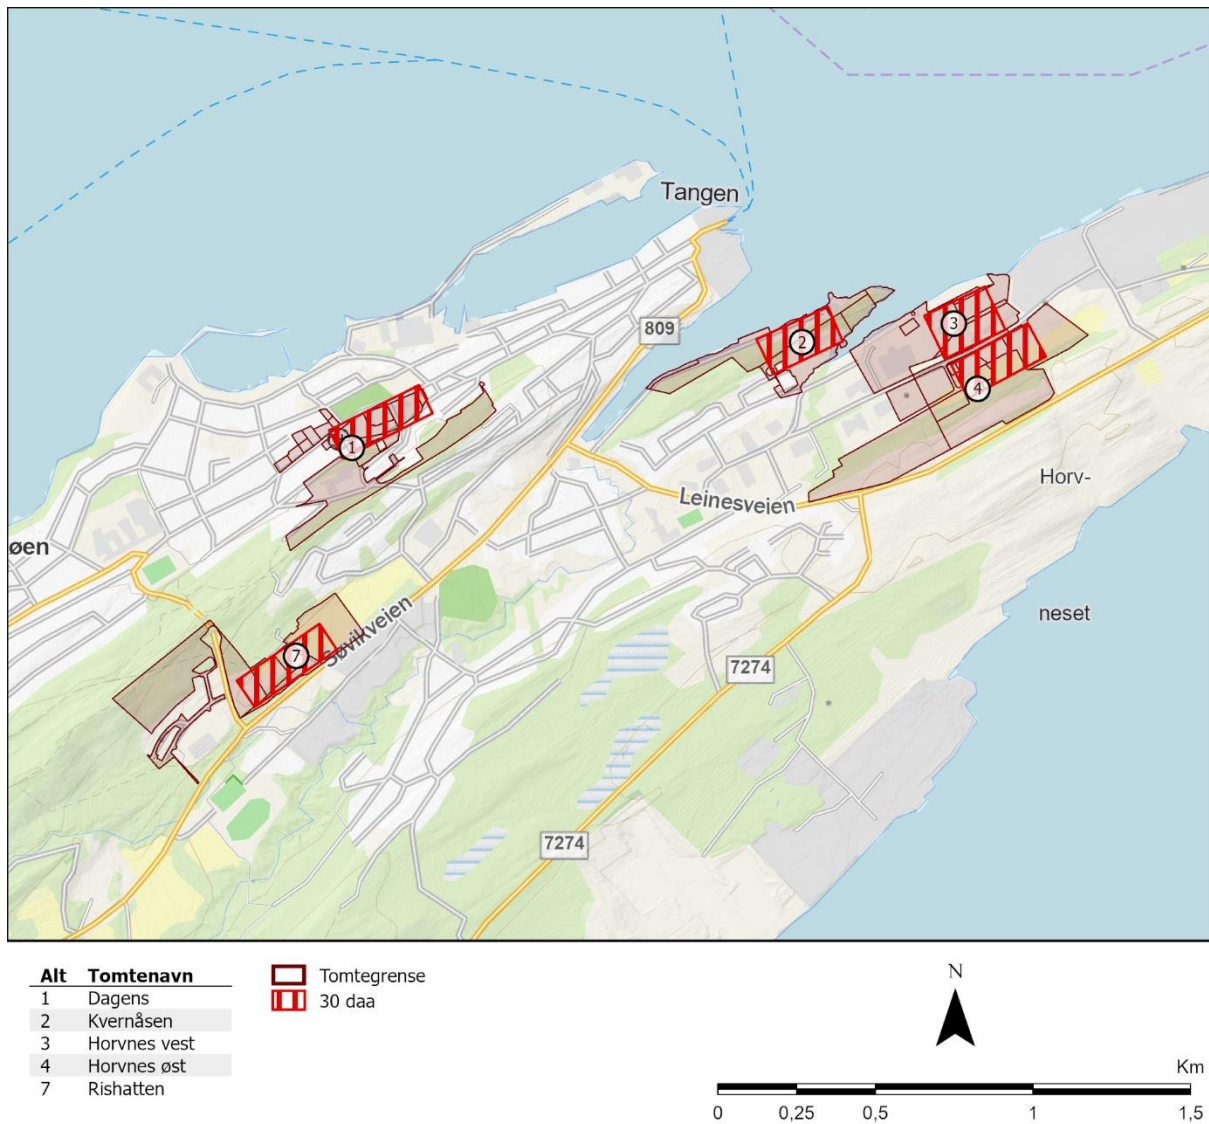 Tangen
809
3
2
4
1
Leinesveien
Horv-
øen
neset
Søvikveien
7
7274
7274
Alt Tomtenavn
1 Dagens
2 Kvernåsen
3 Horvnes vest
4 Horvnes øst
7 Rishatten
Tomtegrense
30 daa
N
Km
0 0,25 0,5 1 1,5